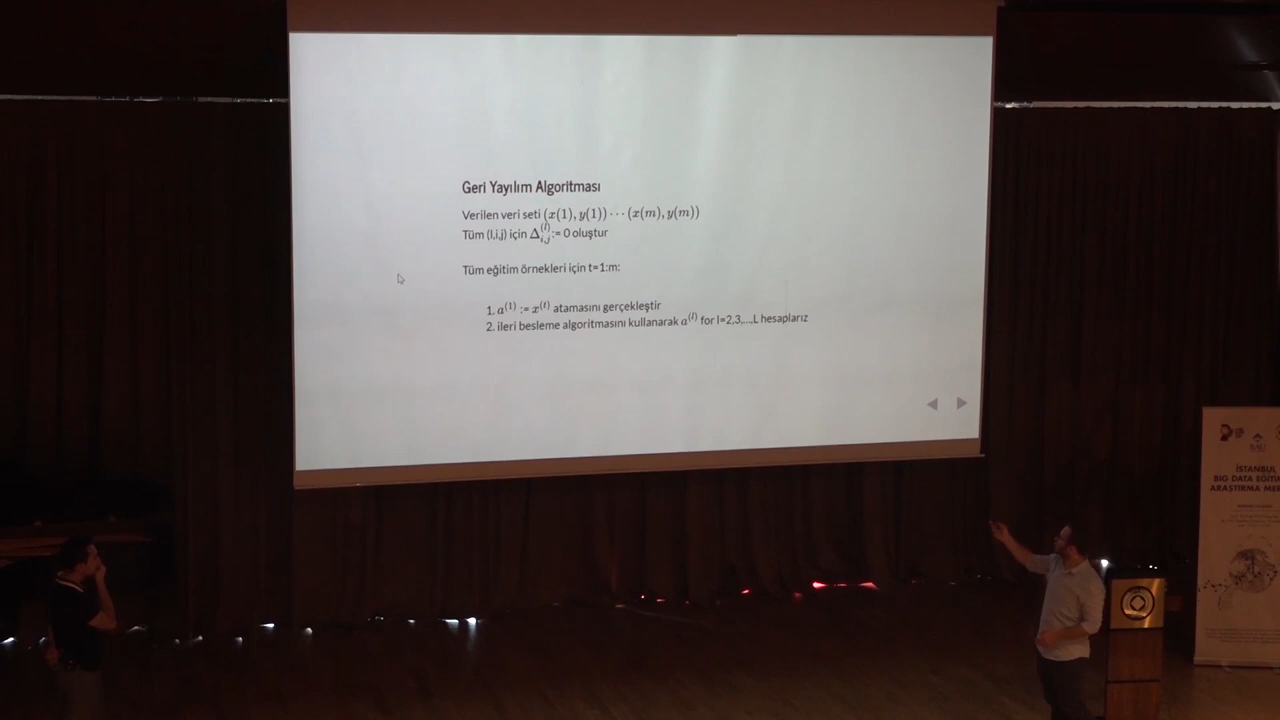 Geri Yayılım Algoritması
Verilen veri seti (x(1), y(1)) ⋯ (x(m), y(m))
Tüm (l,i,j) için Δ_{i,j}^{(l)} := 0 oluştur
Tüm eğitim örnekleri için t=1:m:
1. a^{(1)} := x^{(t)} atamasını gerçekleştir
2. ileri besleme algoritmasını kullanarak a^{(l)} for l=2,3,...,L hesaplarız
BAU
İSTANBUL
BIG DATA EĞİTİ
ARAŞTIRMA MER